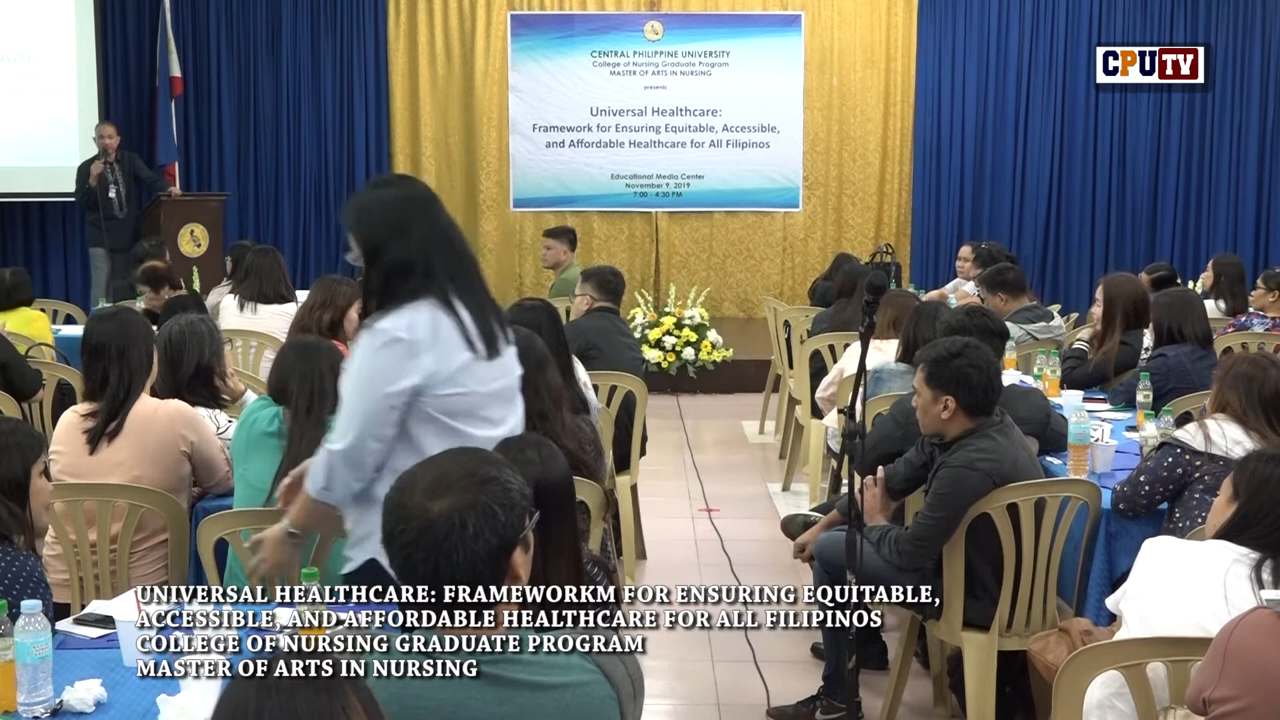 CPUTV
CENTRAL PHILIPPINE UNIVERSITY
College of Nursing Graduate Program
MASTER OF ARTS IN NURSING
presents
Universal Healthcare:
Framework for Ensuring Equitable, Accessible,
and Affordable Healthcare for All Filipinos
Educational Media Center
November 9, 2019
7:00 - 4:30 PM
UNIVERSAL HEALTHCARE: FRAMEWORKM FOR ENSURING EQUITABLE,
ACCESSIBLE, AND AFFORDABLE HEALTHCARE FOR ALL FILIPINOS
COLLEGE OF NURSING GRADUATE PROGRAM
MASTER OF ARTS IN NURSING